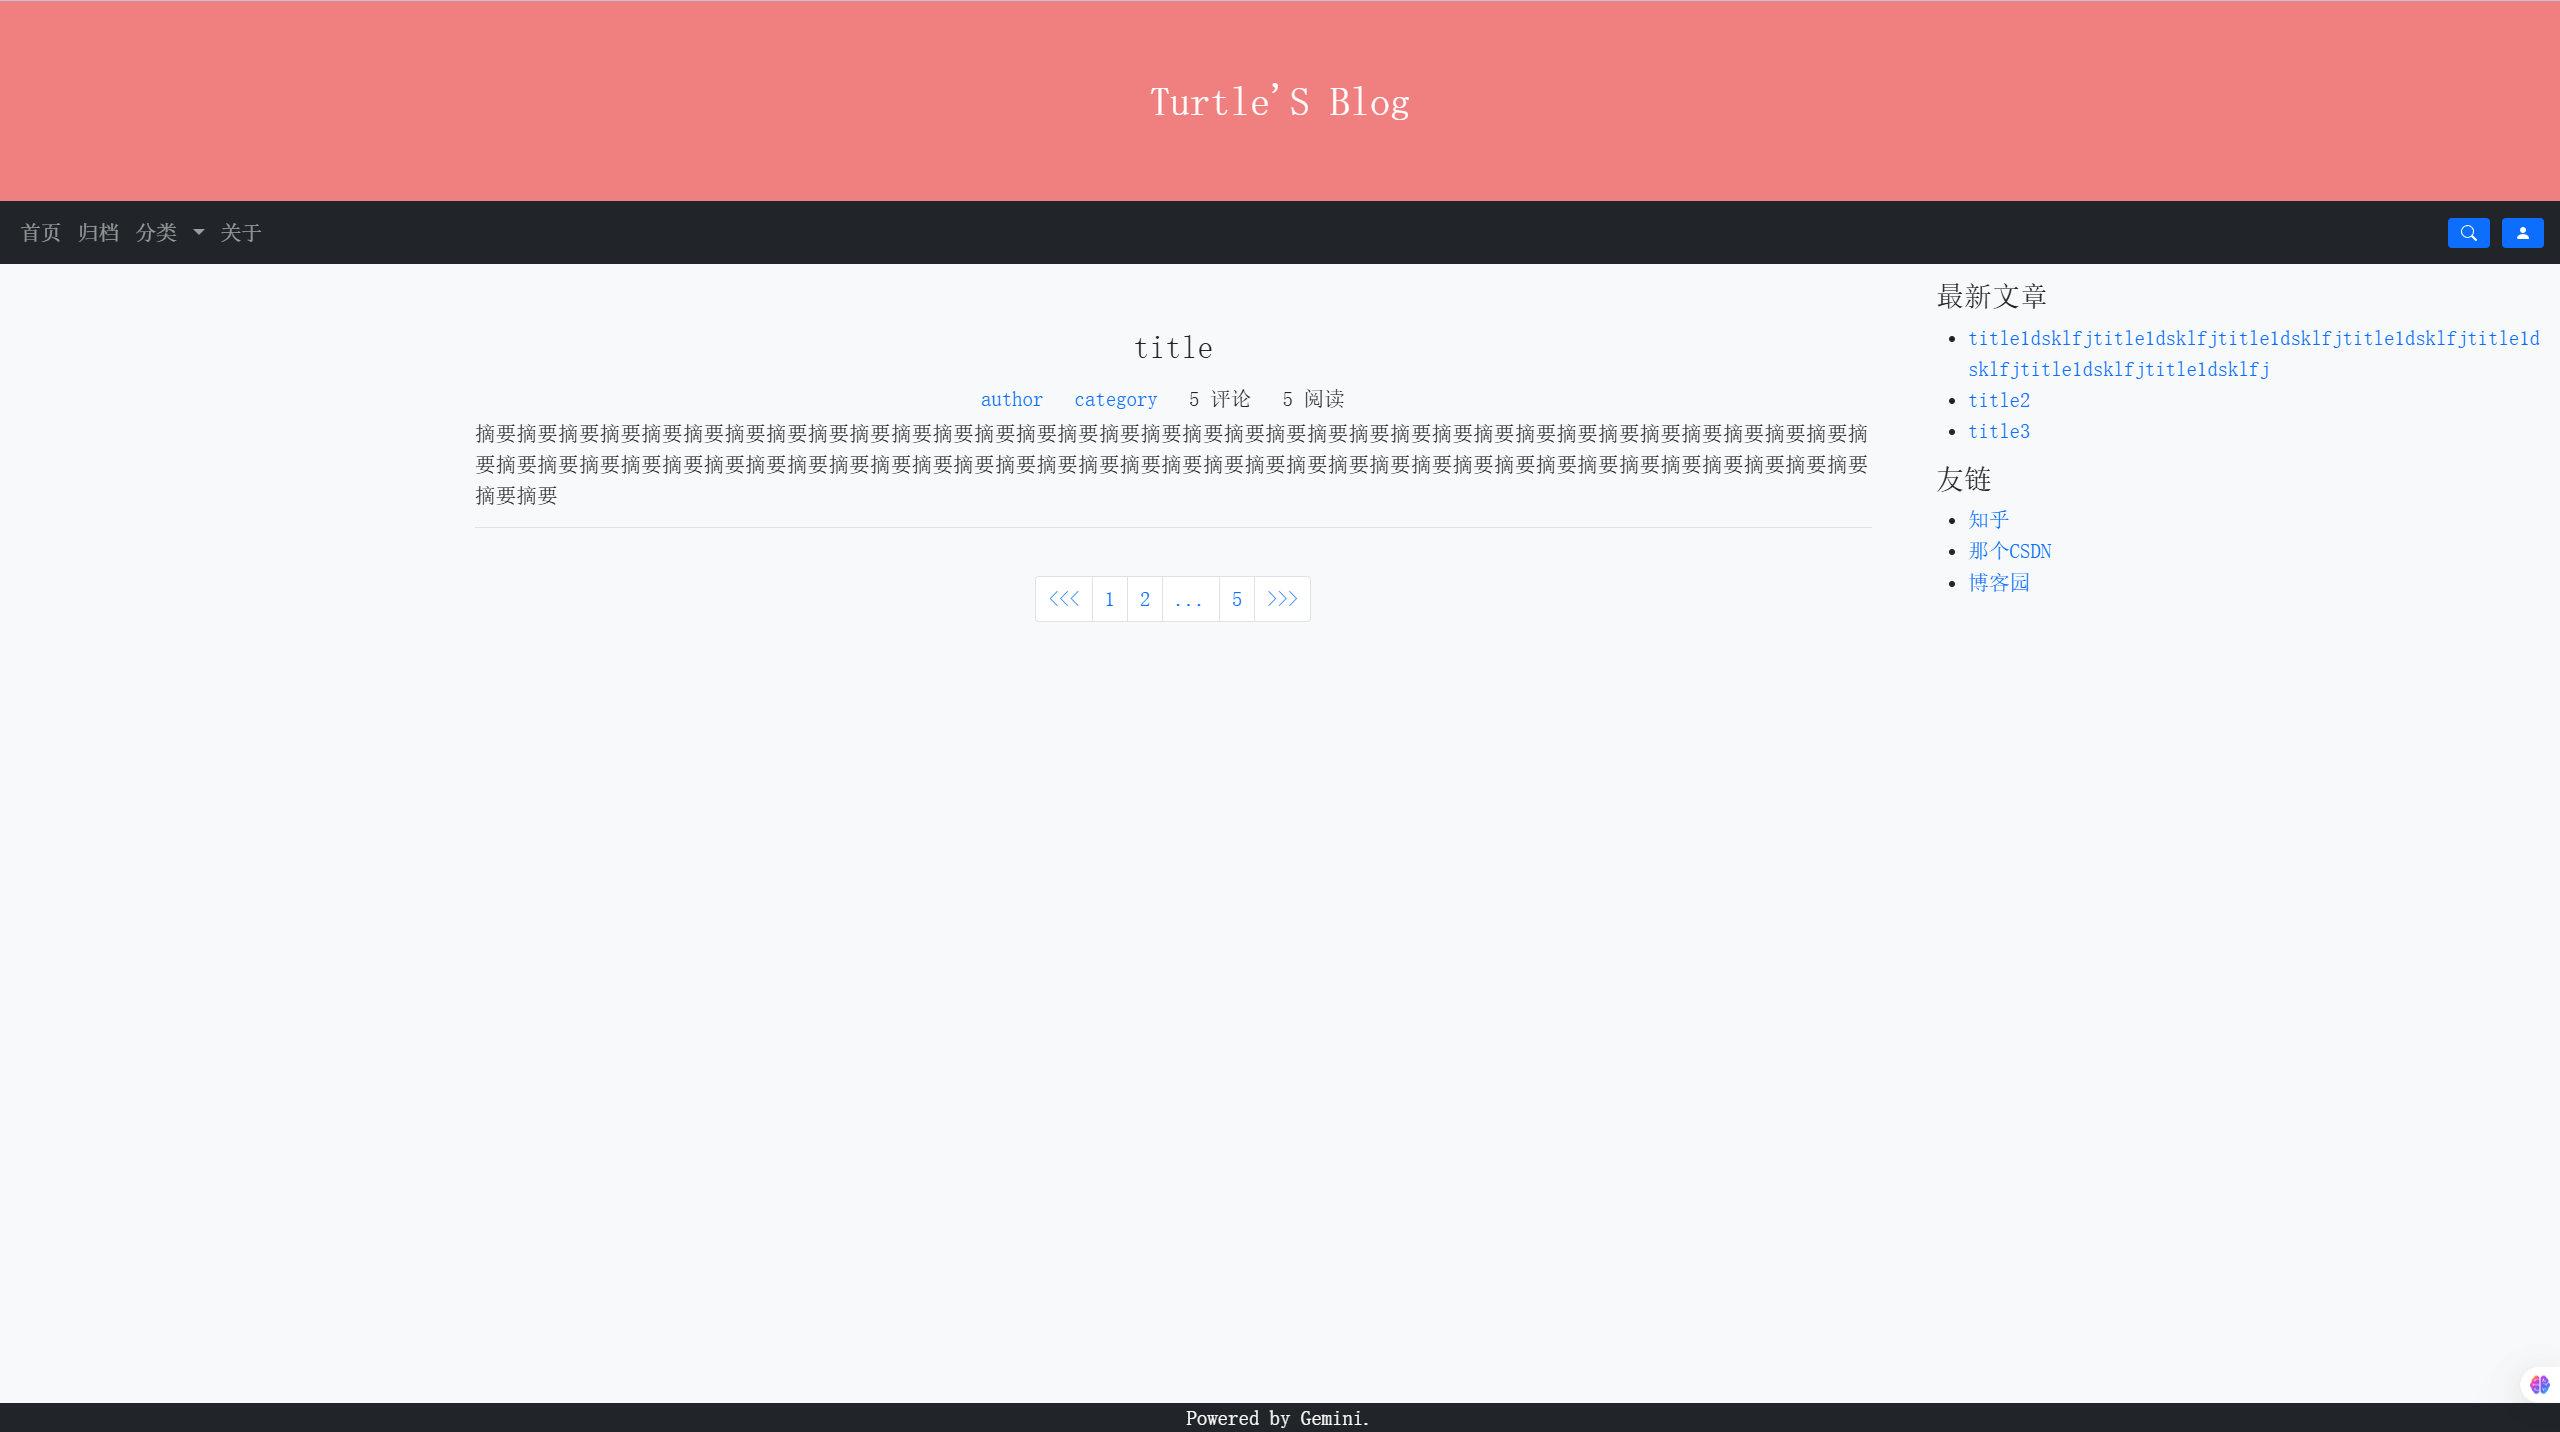 Turtle'S Blog
首页 归档 分类 关于
title
author category 5 评论 5 阅读
摘要摘要摘要摘要摘要摘要摘要摘要摘要摘要摘要摘要摘要摘要摘要摘要摘要摘要摘要摘要摘要摘要摘要摘要摘要摘要摘要摘要摘要摘要摘要摘要摘要摘
要摘要摘要摘要摘要摘要摘要摘要摘要摘要摘要摘要摘要摘要摘要摘要摘要摘要摘要摘要摘要摘要摘要摘要摘要摘要摘要摘要摘要摘要摘要摘要摘要摘要
摘要摘要
<<< 1 2 ... 5 >>>
最新文章
title1dsklfjtitle1dsklfjtitle1dsklfjtitle1dsklfjtitle1d
sklfjtitle1dsklfjtitle1dsklfj
title2
title3
友链
知乎
那个CSDN
博客园
Powered by Gemini.